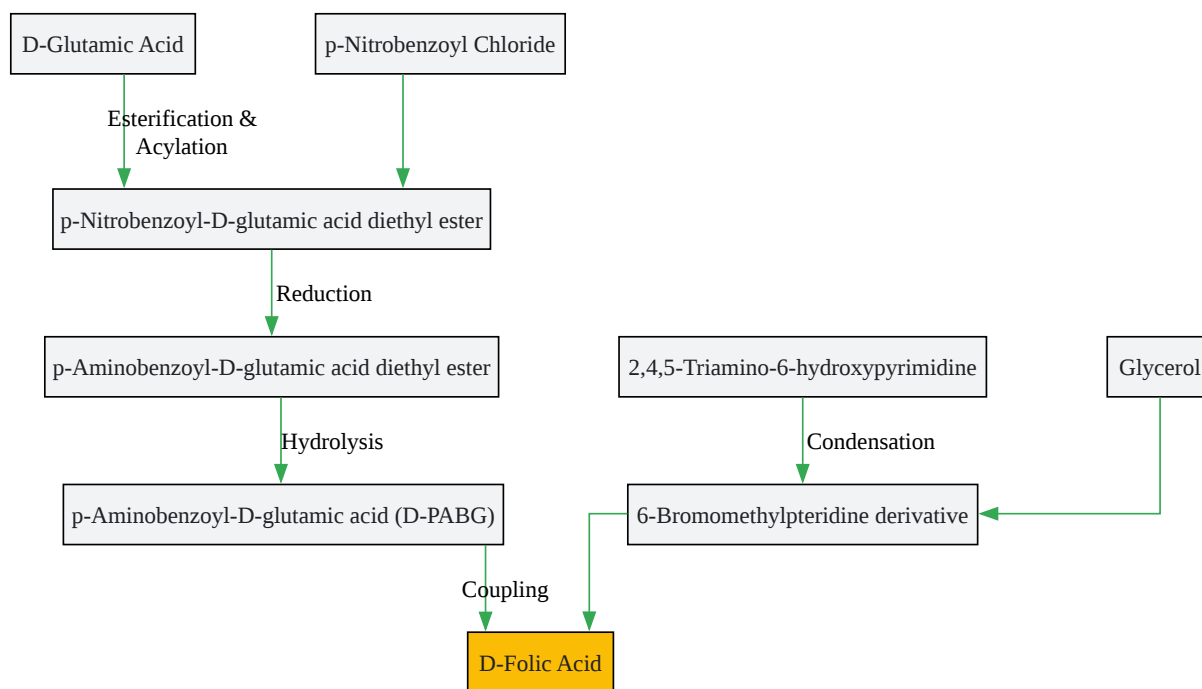 D-Glutamic Acid
p-Nitrobenzoyl Chloride
Esterification &
Acylation
p-Nitrobenzoyl-D-glutamic acid diethyl ester
Reduction
p-Aminobenzoyl-D-glutamic acid diethyl ester
2,4,5-Triamino-6-hydroxypyrimidine
Glycerol
Hydrolysis
Condensation
p-Aminobenzoyl-D-glutamic acid (D-PABG)
6-Bromomethylpteridine derivative
Coupling
D-Folic Acid